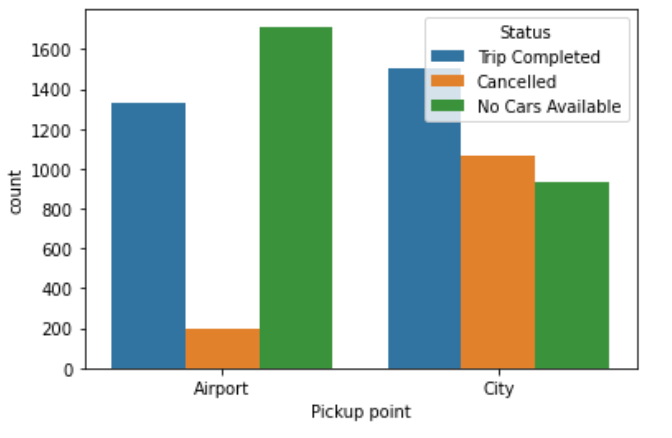 Status
Trip Completed
Cancelled
No Cars Available
1600
1400
1200
1000
800
600
400
200
0
count
Airport
City
Pickup point